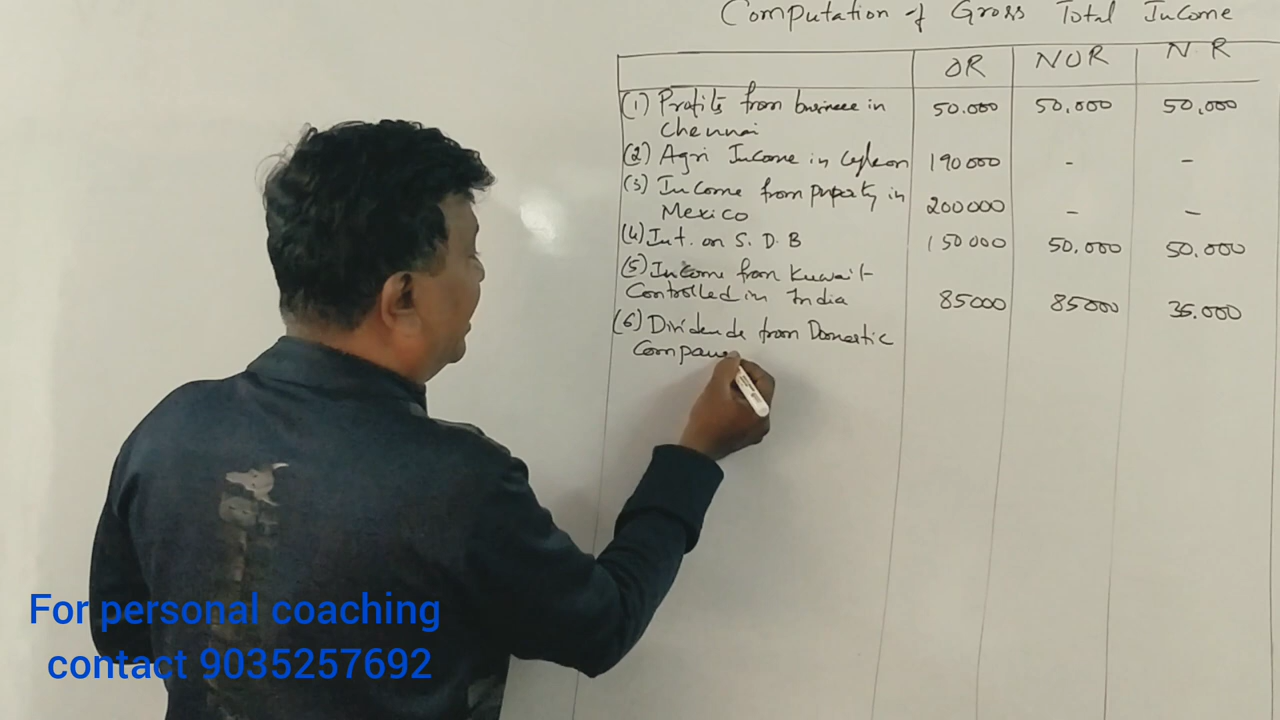 Computation of Gross Total Income
OR NOR NR
(1) Profits from business in 50.000 50,000 50,000
Chennai
(2) Agri Income in Ceylon 190000 - -
(3) Income from property in
Mexico 200000 - -
(4) Int. on S. D. B 150000 50,000 50,000
(5) Income from Kuwait-
Controlled in India 85000 85000 35,000
(6) Dividends from Domestic
Compan
For personal coaching
contact 9035257692